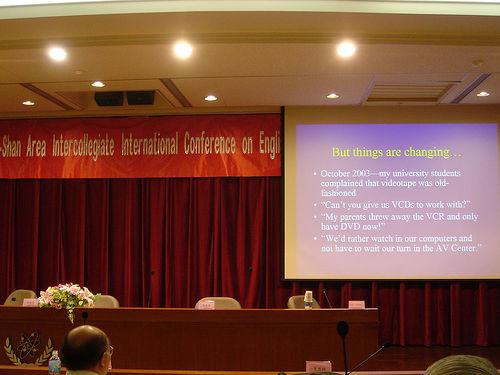 -Shan Area Intercollegiate International Conference on Engli
But things are changing…
• October 2003—my university students
complained that videotape was old-
fashioned
• "Can't you give us VCDs to work with?"
• "My parents threw away the VCR and only
have DVD now!"
• "We'd rather watch in our computers and
not have to wait our turn in the AV Center."